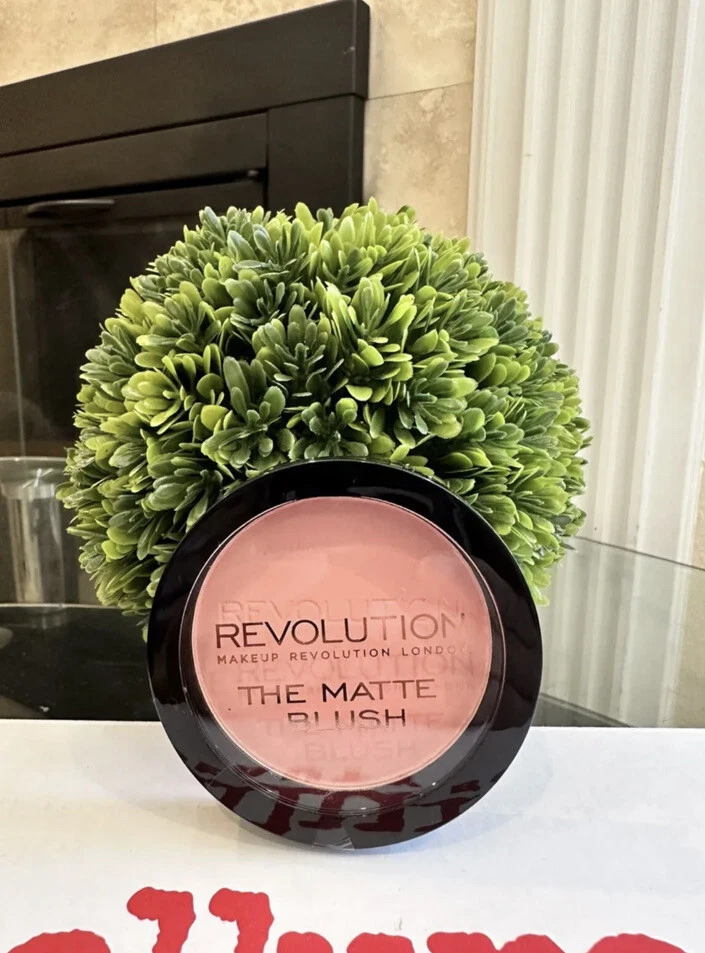 REVOLUTION
MAKEUP REVOLUTION LONDON
THE MATTE
BLUSH